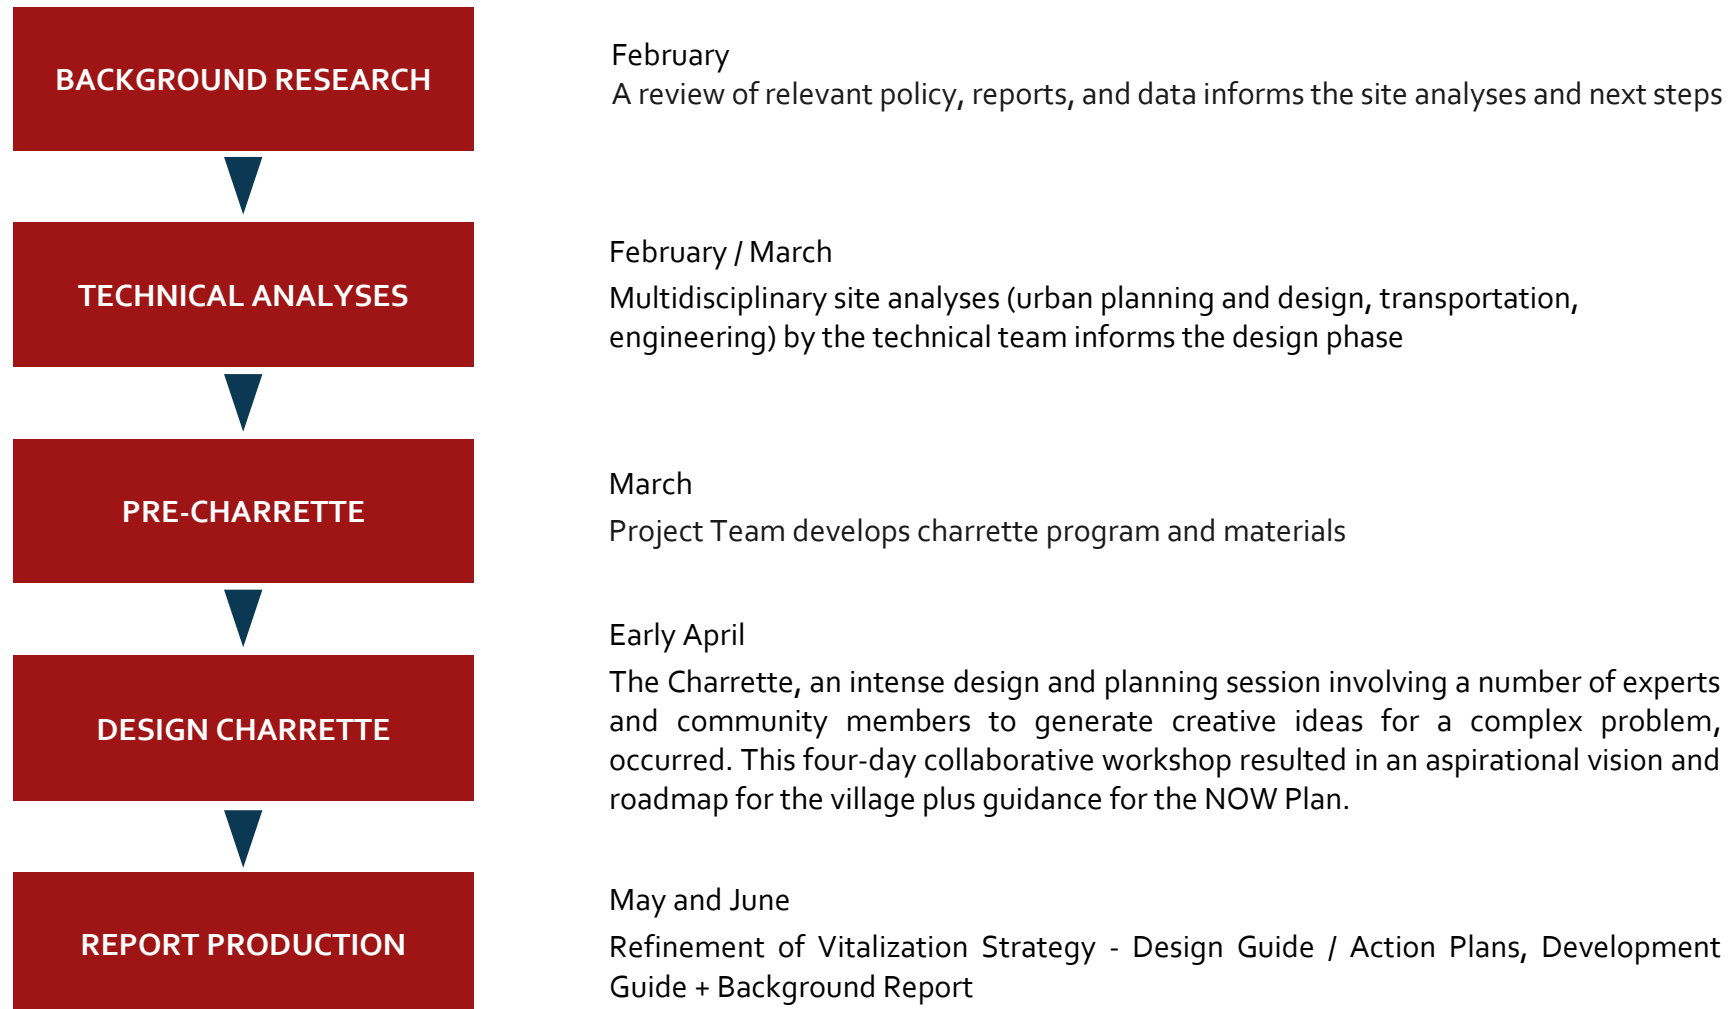 BACKGROUND RESEARCH
February
A review of relevant policy, reports, and data informs the site analyses and next steps
TECHNICAL ANALYSES
February / March
Multidisciplinary site analyses (urban planning and design, transportation,
engineering) by the technical team informs the design phase
PRE-CHARRETTE
March
Project Team develops charrette program and materials
DESIGN CHARRETTE
Early April
The Charrette, an intense design and planning session involving a number of experts
and community members to generate creative ideas for a complex problem,
occurred. This four-day collaborative workshop resulted in an aspirational vision and
roadmap for the village plus guidance for the NOW Plan.
REPORT PRODUCTION
May and June
Refinement of Vitalization Strategy - Design Guide / Action Plans, Development
Guide + Background Report